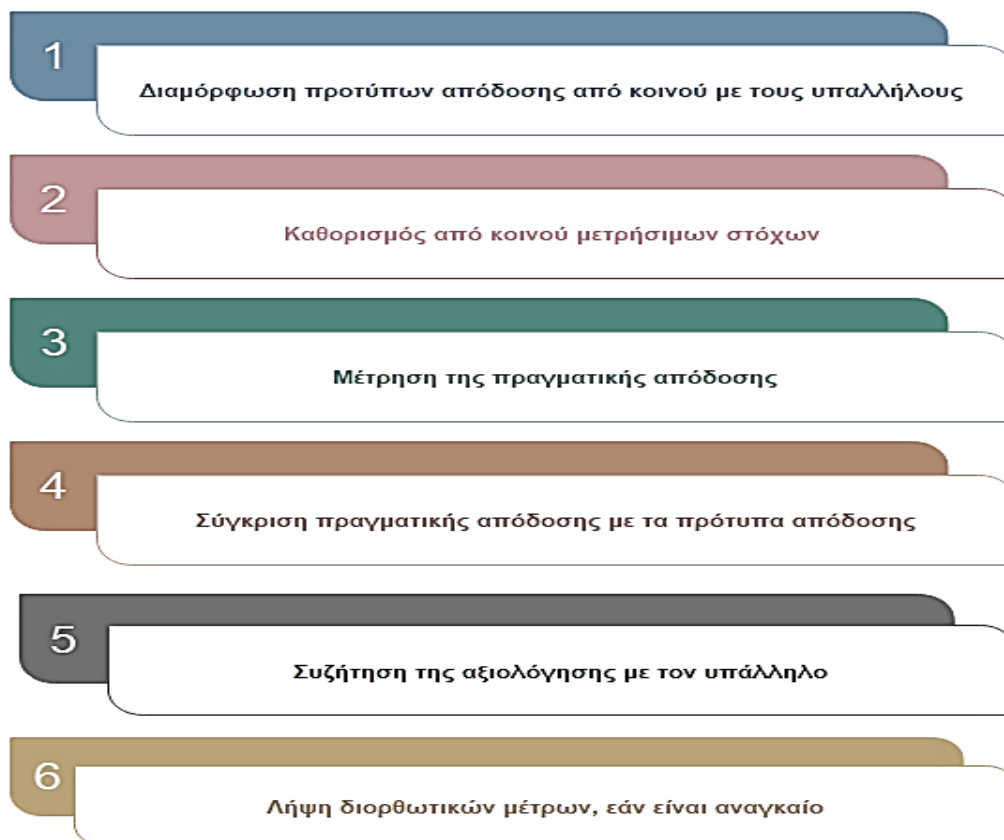 1
Διαμόρφωση προτύπων απόδοσης από κοινού με τους υπαλλήλους
2
Καθορισμός από κοινού μετρήσιμων στόχων
3
Μέτρηση της πραγματικής απόδοσης
4
Σύγκριση πραγματικής απόδοσης με τα πρότυπα απόδοσης
5
Συζήτηση της αξιολόγησης με τον υπάλληλο
6
Λήψη διορθωτικών μέτρων, εάν είναι αναγκαίο